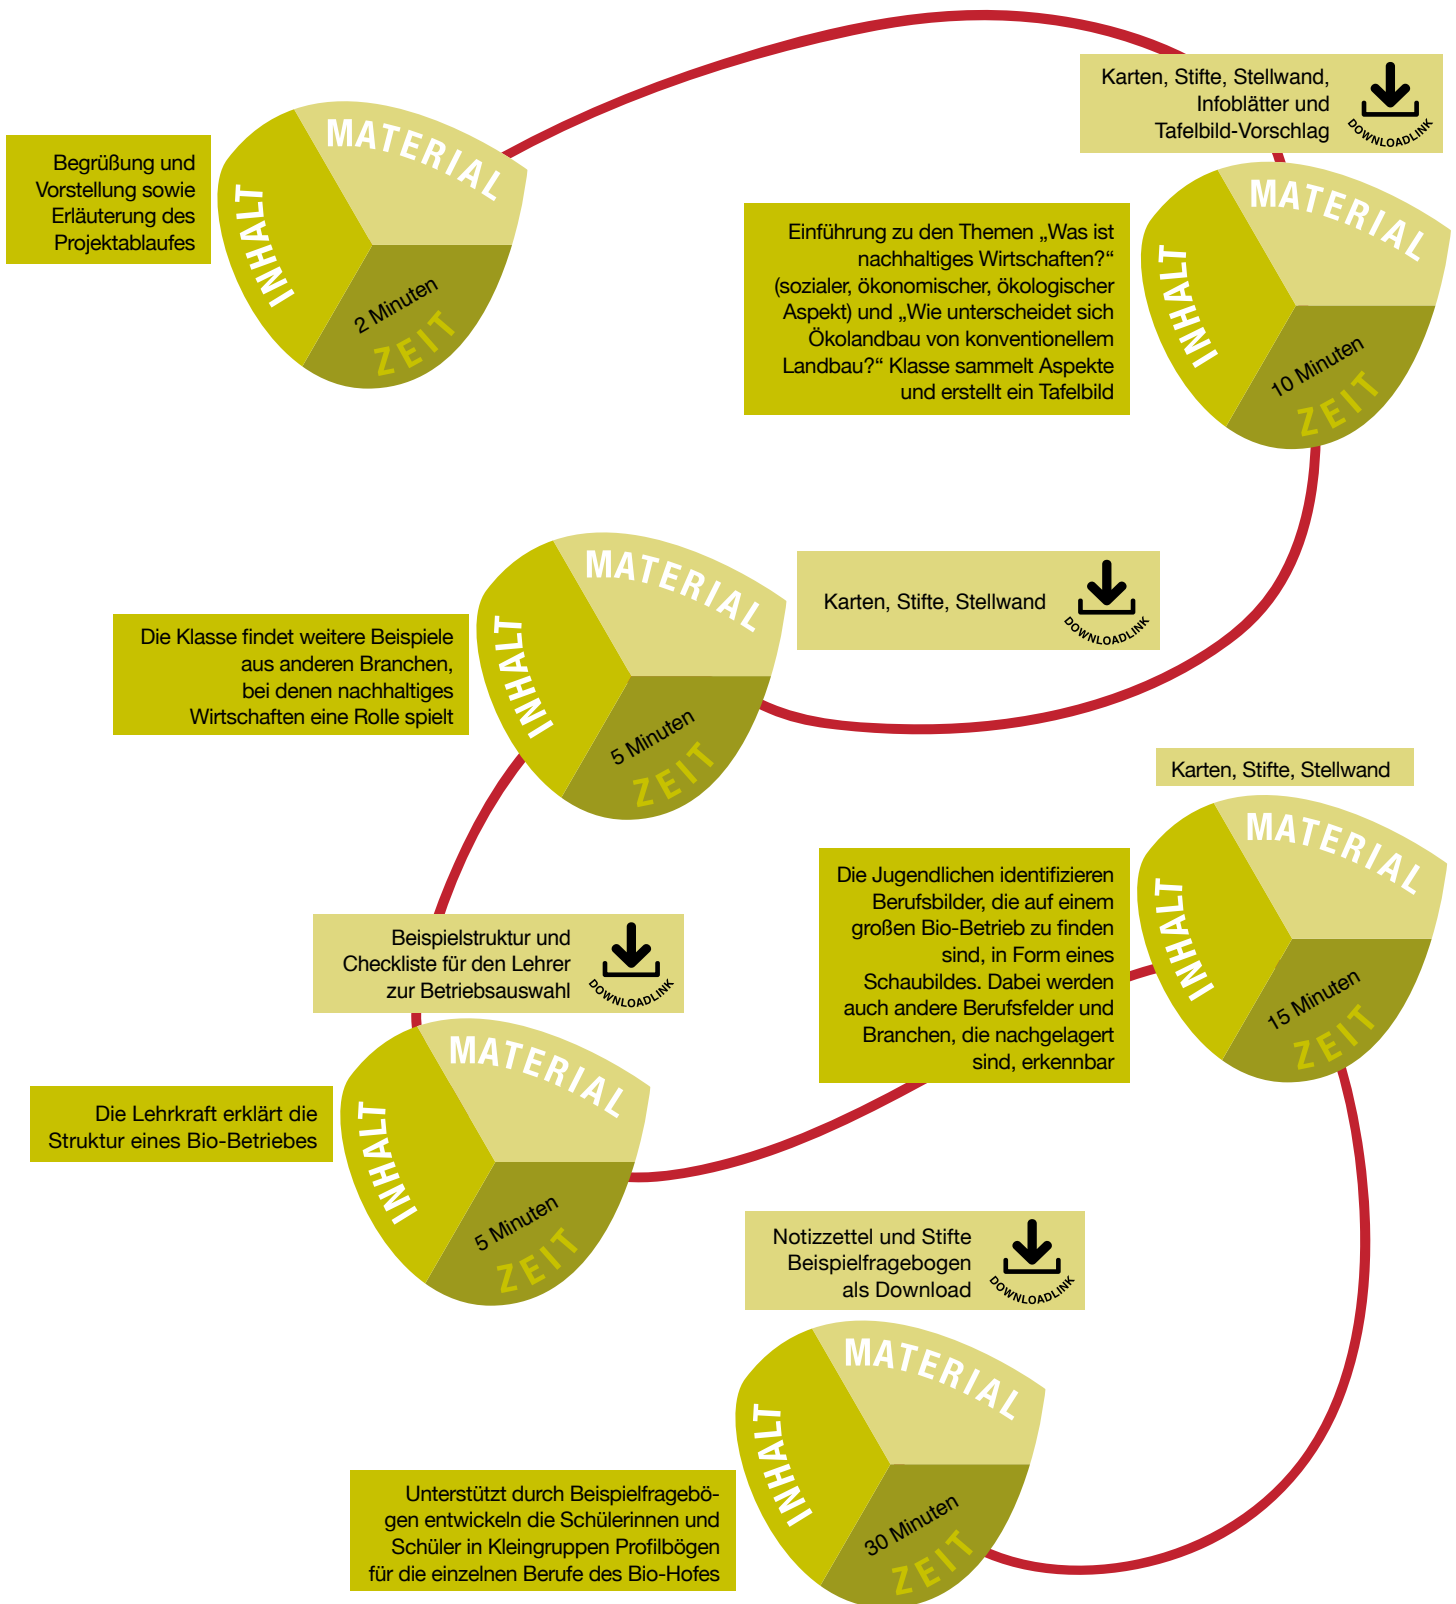 Begrüßung und
Vorstellung sowie
Erläuterung des
Projektablaufes
INHALT
MATERIAL
2 Minuten
ZEIT
Karten, Stifte, Stellwand,
Infoblätter und
Tafelbild-Vorschlag
DOWNLOADLINK
Einführung zu den Themen „Was ist
nachhaltiges Wirtschaften?“
(sozialer, ökonomischer, ökologischer
Aspekt) und „Wie unterscheidet sich
Ökolandbau von konventionellem
Landbau?“ Klasse sammelt Aspekte
und erstellt ein Tafelbild
INHALT
MATERIAL
10 Minuten
ZEIT
Die Klasse findet weitere Beispiele
aus anderen Branchen,
bei denen nachhaltiges
Wirtschaften eine Rolle spielt
INHALT
MATERIAL
5 Minuten
ZEIT
Karten, Stifte, Stellwand
DOWNLOADLINK
Beispielstruktur und
Checkliste für den Lehrer
zur Betriebsauswahl
DOWNLOADLINK
Die Lehrkraft erklärt die
Struktur eines Bio-Betriebes
INHALT
MATERIAL
5 Minuten
ZEIT
Karten, Stifte, Stellwand
Die Jugendlichen identifizieren
Berufsbilder, die auf einem
großen Bio-Betrieb zu finden
sind, in Form eines
Schaubildes. Dabei werden
auch andere Berufsfelder und
Branchen, die nachgelagert
sind, erkennbar
INHALT
MATERIAL
15 Minuten
ZEIT
Notizzettel und Stifte
Beispielfragebogen
als Download
DOWNLOADLINK
Unterstützt durch Beispielfragebö-
gen entwickeln die Schülerinnen und
Schüler in Kleingruppen Profilbögen
für die einzelnen Berufe des Bio-Hofes
INHALT
MATERIAL
30 Minuten
ZEIT